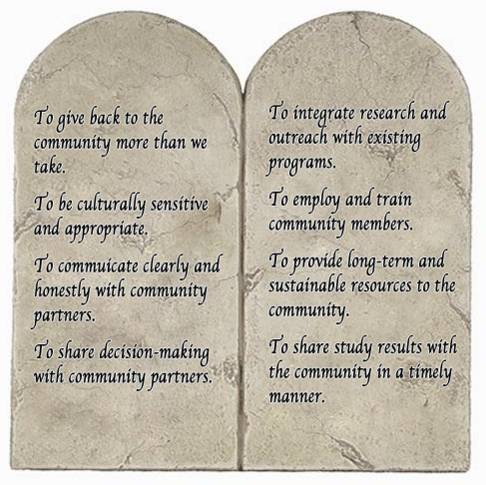 To give back to the
community more than we
take.
To be culturally sensitive
and appropriate.
To commuicate clearly and
honestly with community
partners.
To share decision-making
with community partners.
To integrate research and
outreach with existing
programs.
To employ and train
community members.
To provide long-term and
sustainable resources to the
community.
To share study results with
the community in a timely
manner.